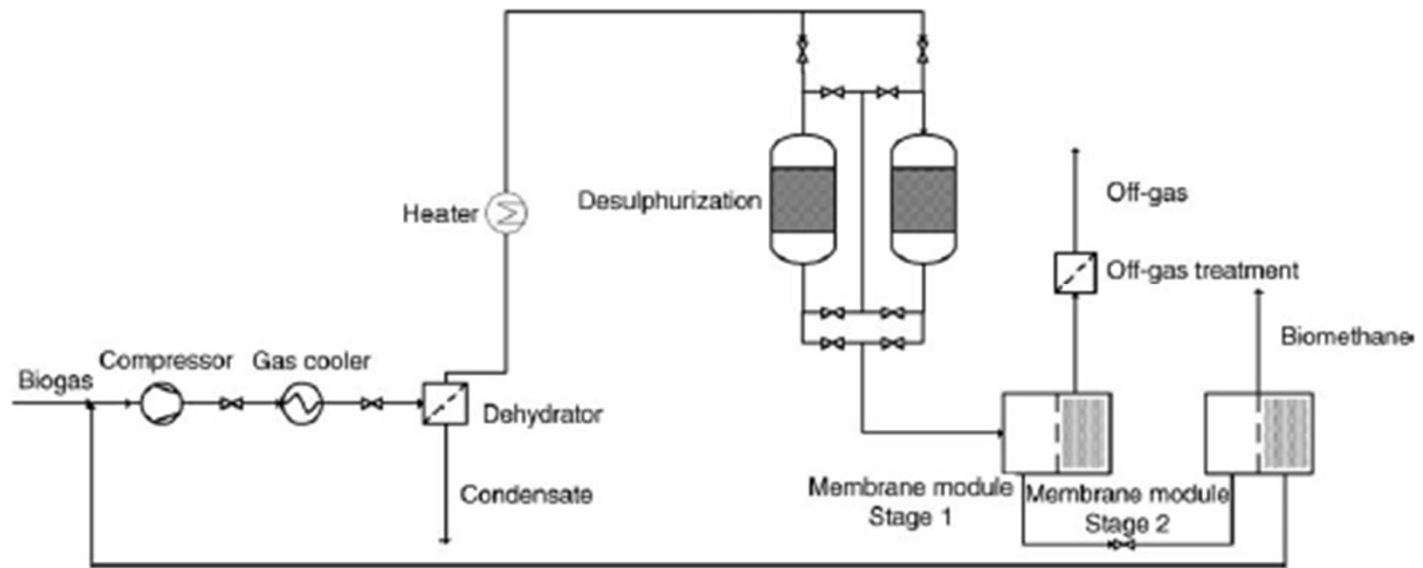 Heater
Desulphurization
Off-gas
Off-gas treatment
Biomethane
Biogas
Compressor
Gas cooler
Dehydrator
Condensate
Membrane module
Stage 1
Membrane module
Stage 2